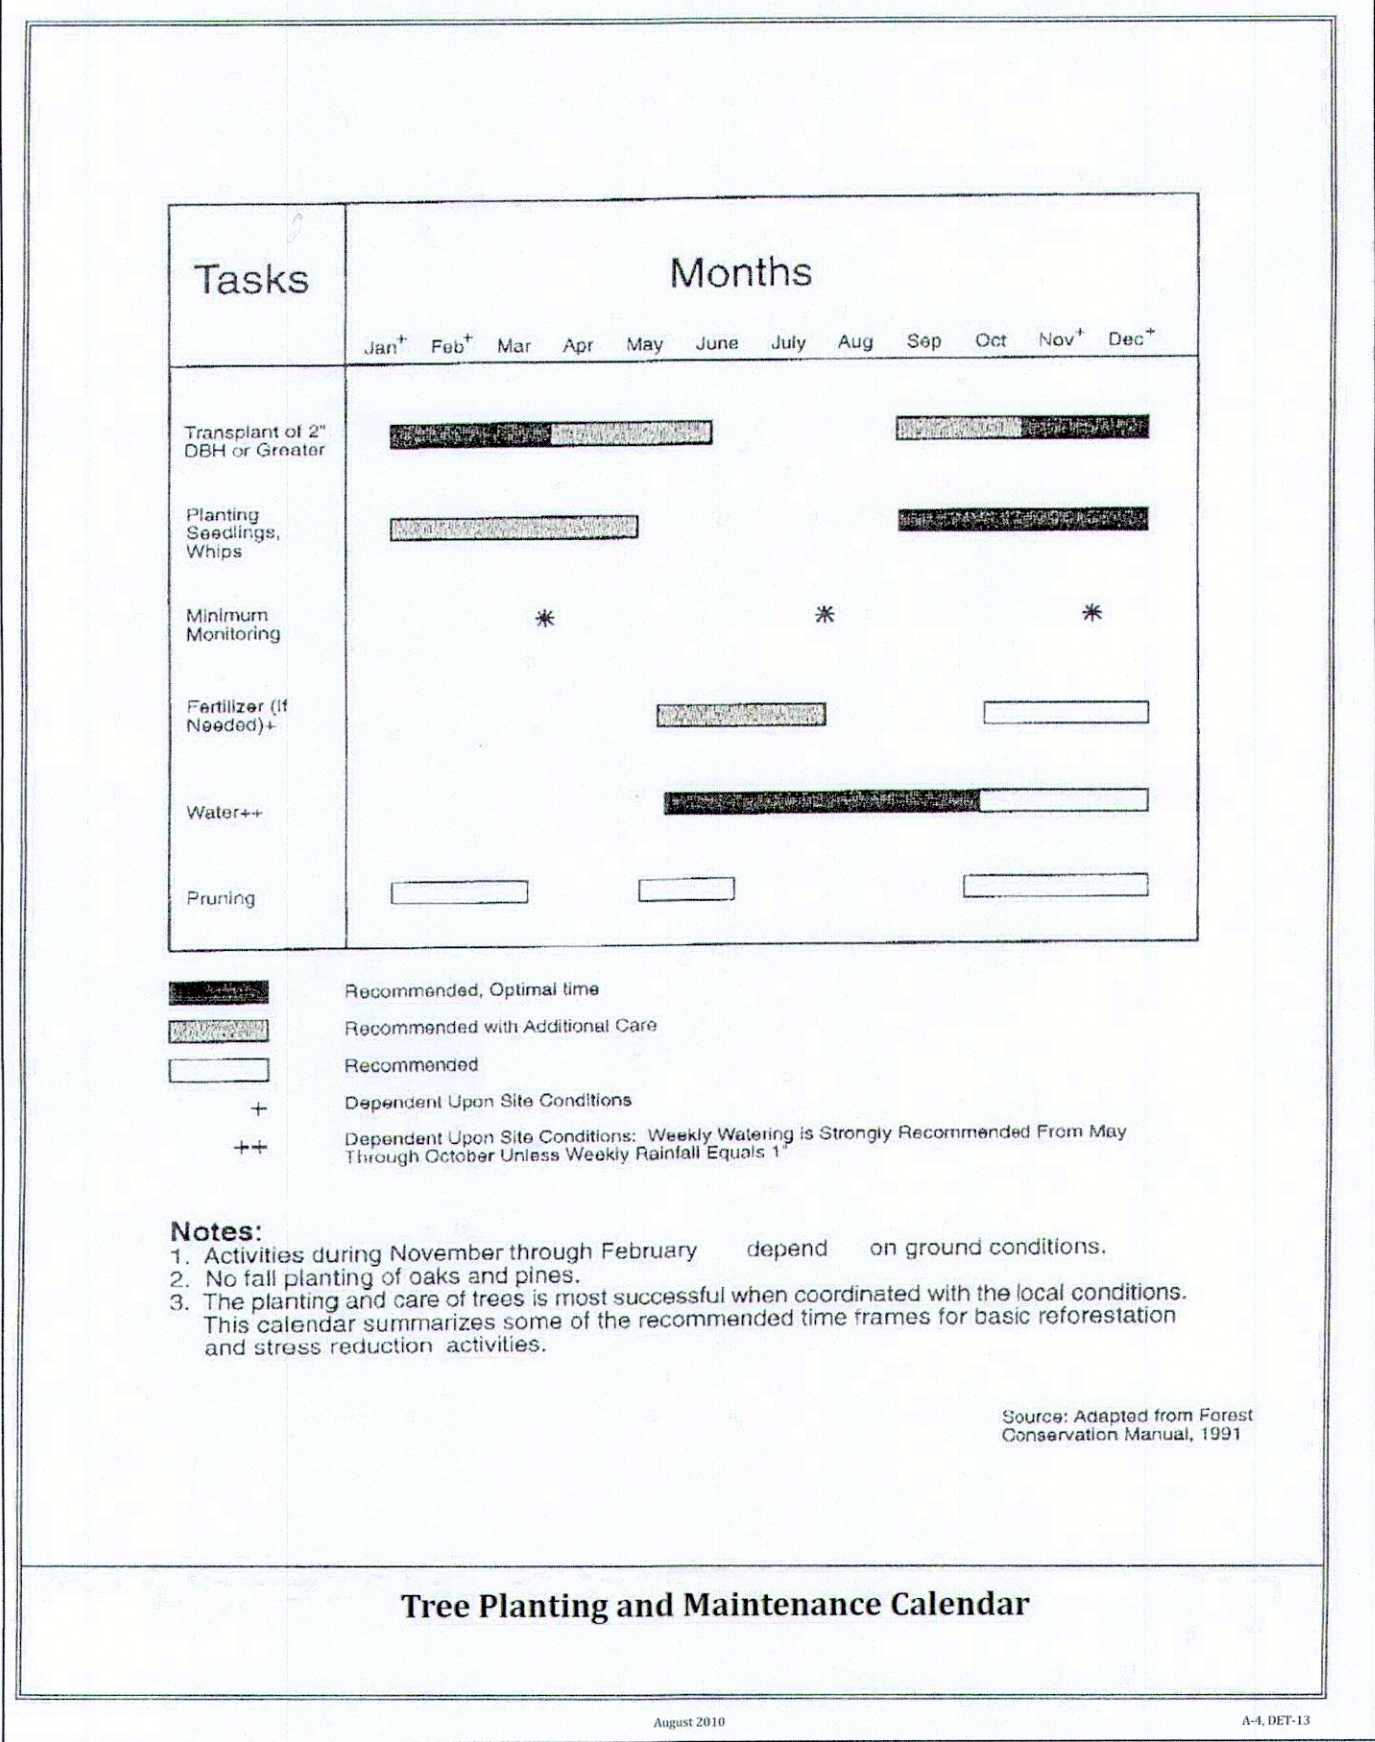 Tasks
Months
Jan+ Feb+ Mar Apr May June July Aug Sep Oct Nov+ Dec+
Transplant of 2"
DBH or Greater
Planting
Seedlings,
Whips
Minimum
Monitoring
Fertilizer (If
Needed)+
Water++
Pruning
Recommended, Optimal time
Recommended with Additional Care
Recommended
+ Dependent Upon Site Conditions
++ Dependent Upon Site Conditions: Weekly Watering is Strongly Recommended From May
Through October Unless Weekly Rainfall Equals 1"
Notes:
1. Activities during November through February depend on ground conditions.
2. No fall planting of oaks and pines.
3. The planting and care of trees is most successful when coordinated with the local conditions.
This calendar summarizes some of the recommended time frames for basic reforestation
and stress reduction activities.
Source: Adapted from Forest
Conservation Manual, 1991
Tree Planting and Maintenance Calendar
August 2010
A-4, DET-13